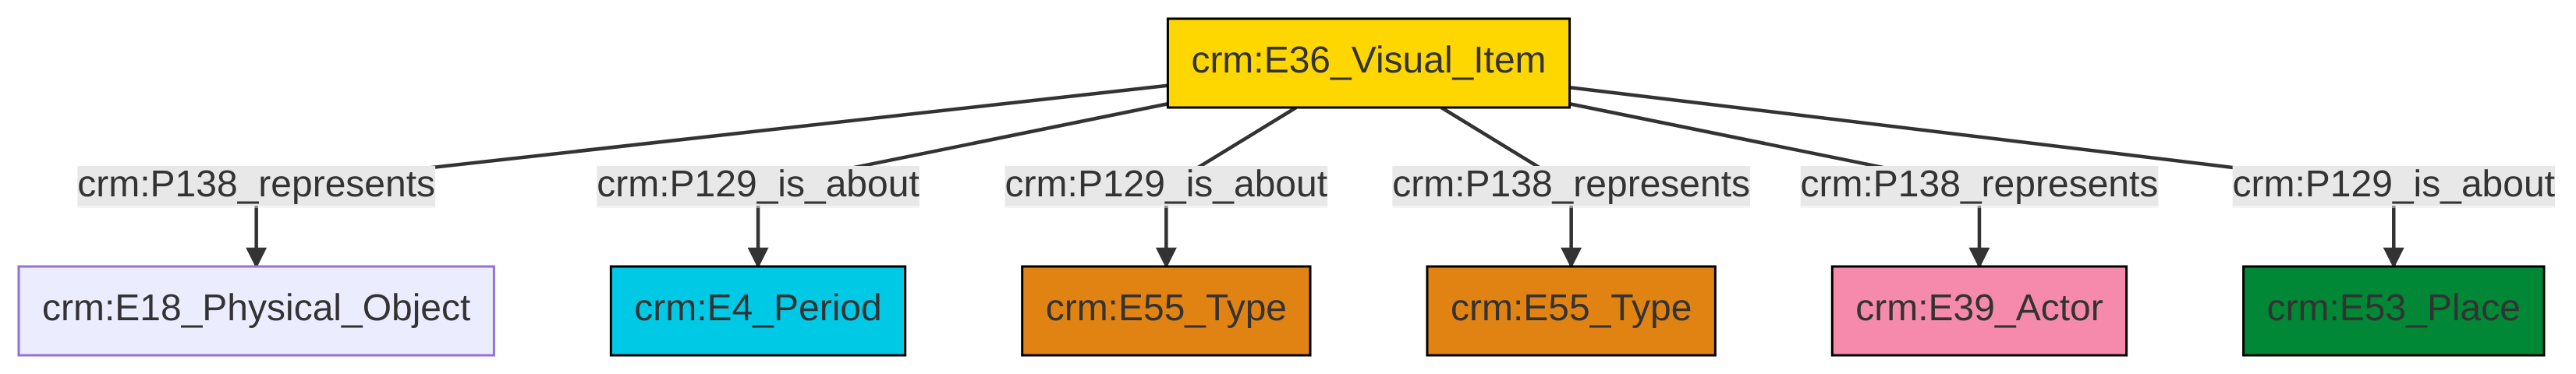 crm:E36_Visual_Item
crm:P138_represents
crm:P129_is_about
crm:P129_is_about
crm:P138_represents
crm:P138_represents
crm:P129_is_about
crm:E18_Physical_Object
crm:E4_Period
crm:E55_Type
crm:E55_Type
crm:E39_Actor
crm:E53_Place